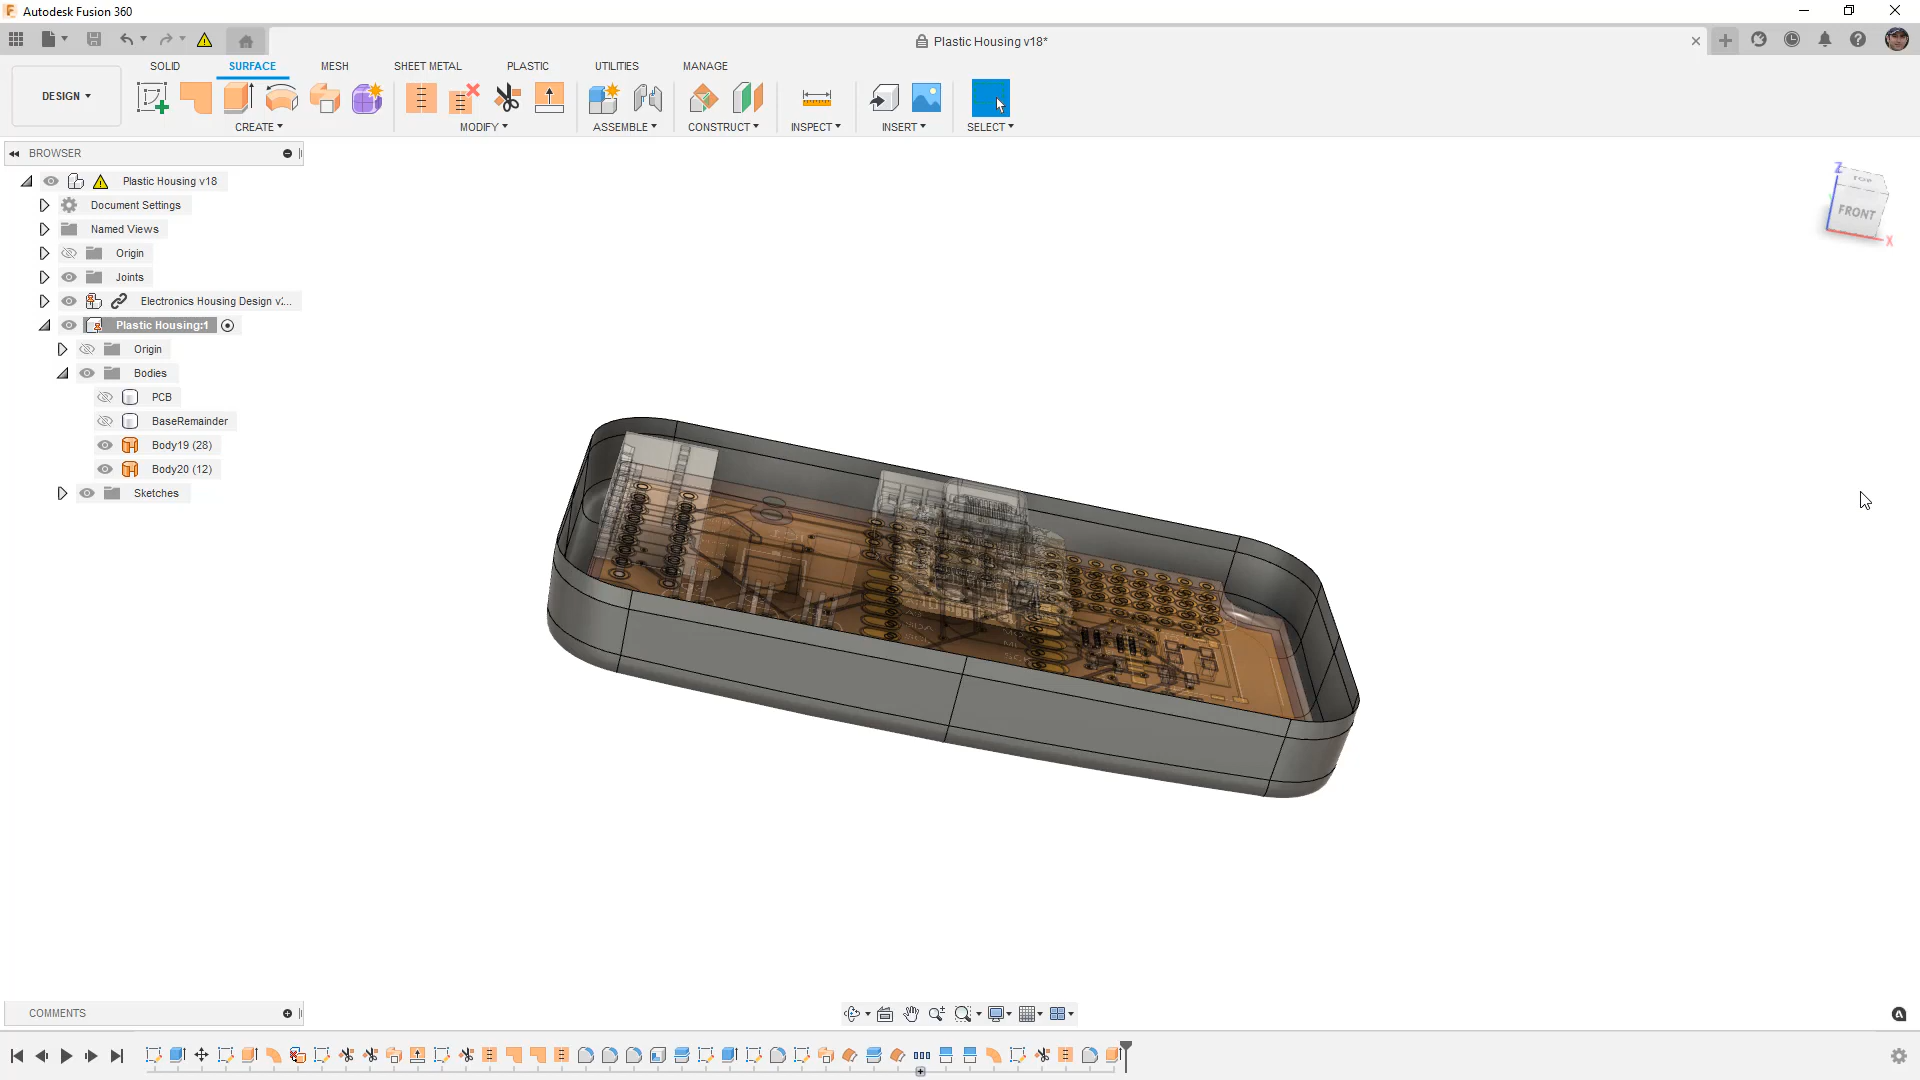 Autodesk Fusion 360
Plastic Housing v18*
DESIGN
SOLID
SURFACE
MESH
SHEET METAL
PLASTIC
UTILITIES
MANAGE
CREATE
MODIFY
ASSEMBLE
CONSTRUCT
INSPECT
INSERT
SELECT
BROWSER
Plastic Housing v18
Document Settings
Named Views
Origin
Joints
Electronics Housing Design v...
Plastic Housing:1
Origin
Bodies
PCB
BaseRemainder
Body19 (28)
Body20 (12)
Sketches
Z
TOP
FRONT
X
COMMENTS